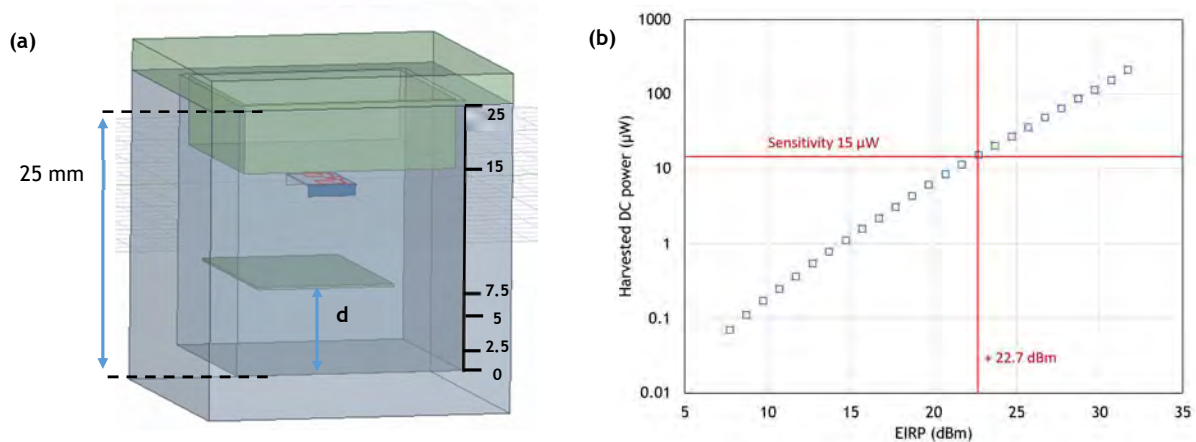 (a)
25 mm
25
15
7.5
5
2.5
0
d
(b)
Harvested DC power (µW)
1000
100
10
1
0.1
0.01
Sensitivity 15 µW
+ 22.7 dBm
5 10 15 20 25 30 35
EIRP (dBm)